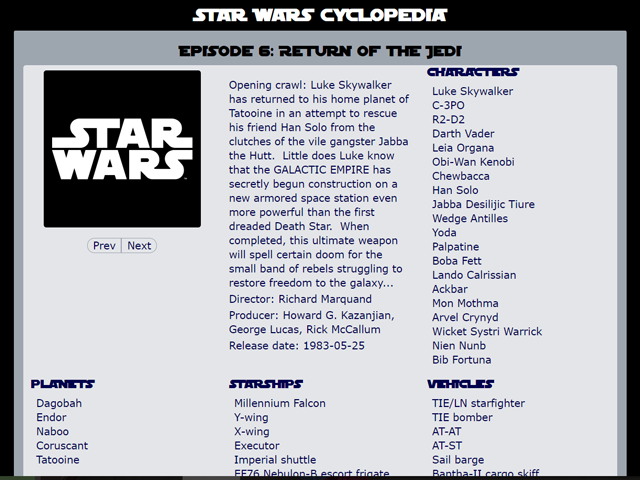 STAR WARS CYCLOPEDIA
EPISODE 6: RETURN OF THE JEDI
STAR
WARS
Prev Next
Opening crawl: Luke Skywalker
has returned to his home planet of
Tatooine in an attempt to rescue
his friend Han Solo from the
clutches of the vile gangster Jabba
the Hutt. Little does Luke know
that the GALACTIC EMPIRE has
secretly begun construction on a
new armored space station even
more powerful than the first
dreaded Death Star. When
completed, this ultimate weapon
will spell certain doom for the
small band of rebels struggling to
restore freedom to the galaxy...
Director: Richard Marquand
Producer: Howard G. Kazanjian,
George Lucas, Rick McCallum
Release date: 1983-05-25
CHARACTERS
Luke Skywalker
C-3PO
R2-D2
Darth Vader
Leia Organa
Obi-Wan Kenobi
Chewbacca
Han Solo
Jabba Desilijic Tiure
Wedge Antilles
Yoda
Palpatine
Boba Fett
Lando Calrissian
Ackbar
Mon Mothma
Arvel Crynyd
Wicket Systri Warrick
Nien Nunb
Bib Fortuna
PLANETS
Dagobah
Endor
Naboo
Coruscant
Tatooine
STARSHIPS
Millennium Falcon
Y-wing
X-wing
Executor
Imperial shuttle
EF76 Nebulon-B escort frigate
VEHICLES
TIE/LN starfighter
TIE bomber
AT-AT
AT-ST
Sail barge
Bantha-II cargo skiff